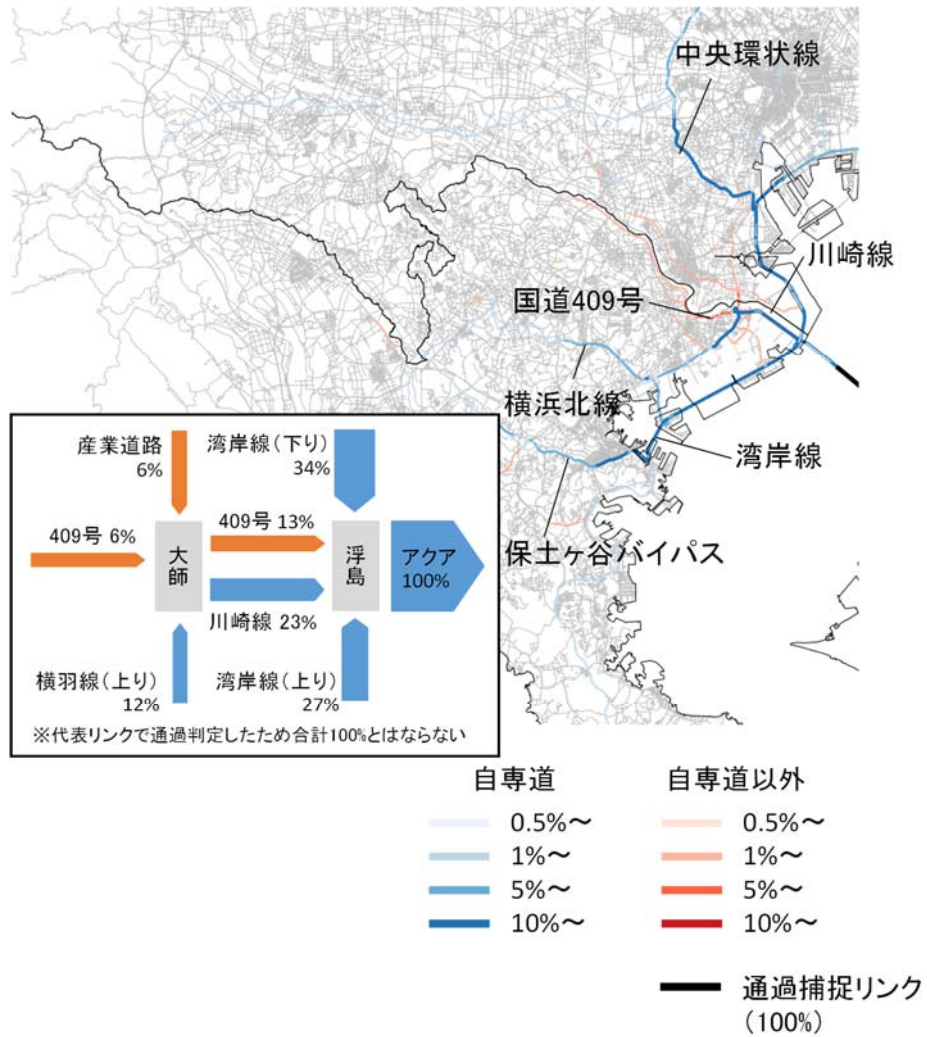 中央環状線
川崎線
国道409号
横浜北線
湾岸線
保土ヶ谷バイパス
産業道路
6%
湾岸線(下り)
34%
409号 6%
大師
409号 13%
浮島
アクア
100%
川崎線 23%
横羽線(上り)
12%
湾岸線(上り)
27%
※代表リンクで通過判定したため合計100%とはならない
自専道
0.5%~
1%~
5%~
10%~
自専道以外
0.5%~
1%~
5%~
10%~
通過捕捉リンク
(100%)